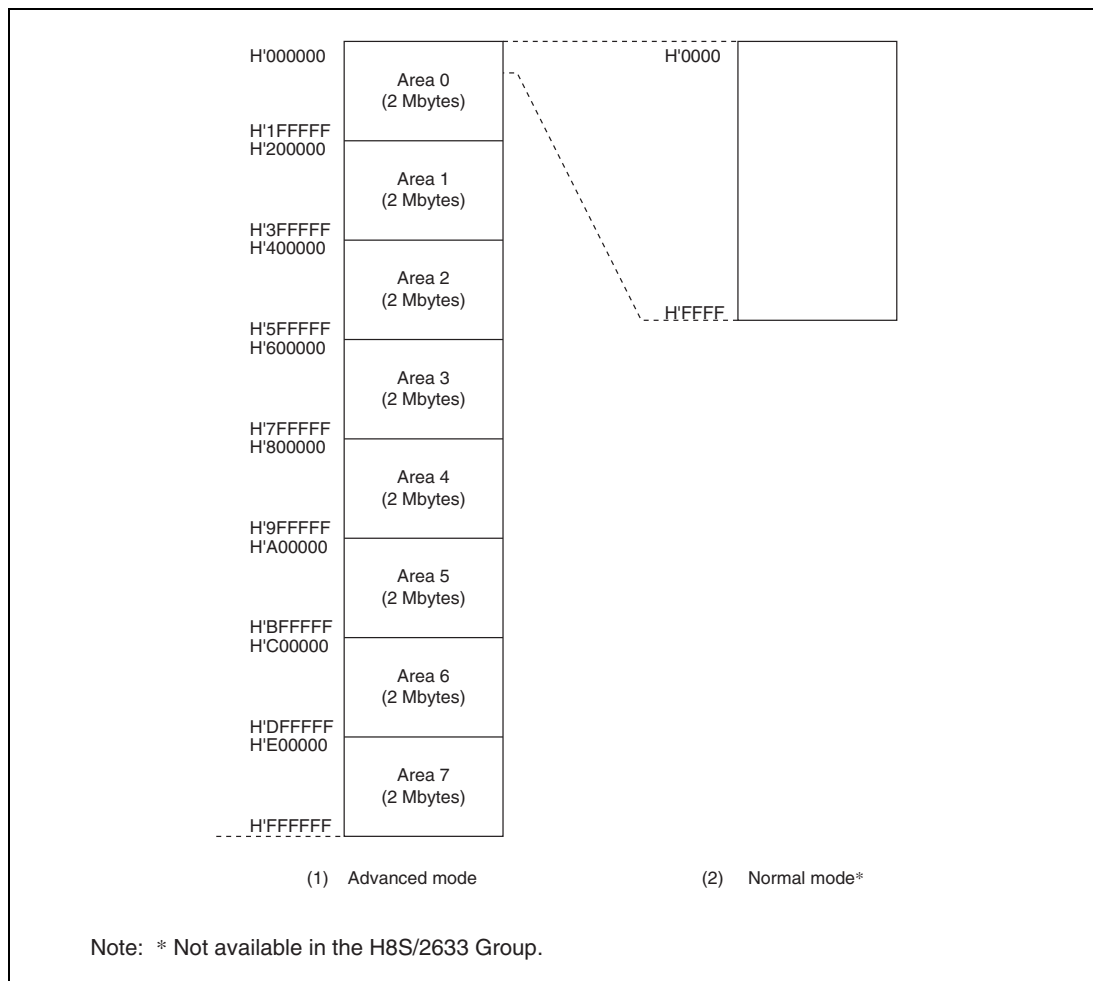 H'000000
Area 0
(2 Mbytes)
H'1FFFFF
H'200000
Area 1
(2 Mbytes)
H'3FFFFF
H'400000
Area 2
(2 Mbytes)
H'5FFFFF
H'600000
Area 3
(2 Mbytes)
H'7FFFFF
H'800000
Area 4
(2 Mbytes)
H'9FFFFF
H'A00000
Area 5
(2 Mbytes)
H'BFFFFF
H'C00000
Area 6
(2 Mbytes)
H'DFFFFF
H'E00000
Area 7
(2 Mbytes)
H'FFFFFF
(1) Advanced mode
H'0000
H'FFFF
(2) Normal mode*
Note: * Not available in the H8S/2633 Group.